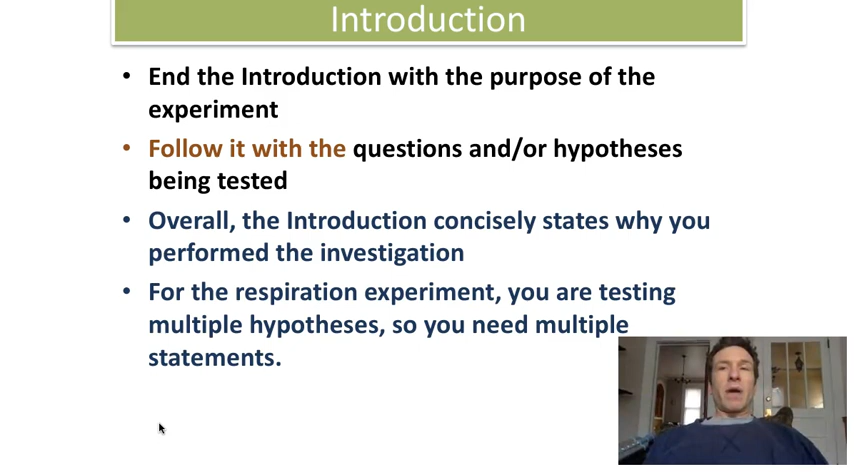 Introduction
• End the Introduction with the purpose of the
experiment
• Follow it with the questions and/or hypotheses
being tested
• Overall, the Introduction concisely states why you
performed the investigation
• For the respiration experiment, you are testing
multiple hypotheses, so you need multiple
statements.